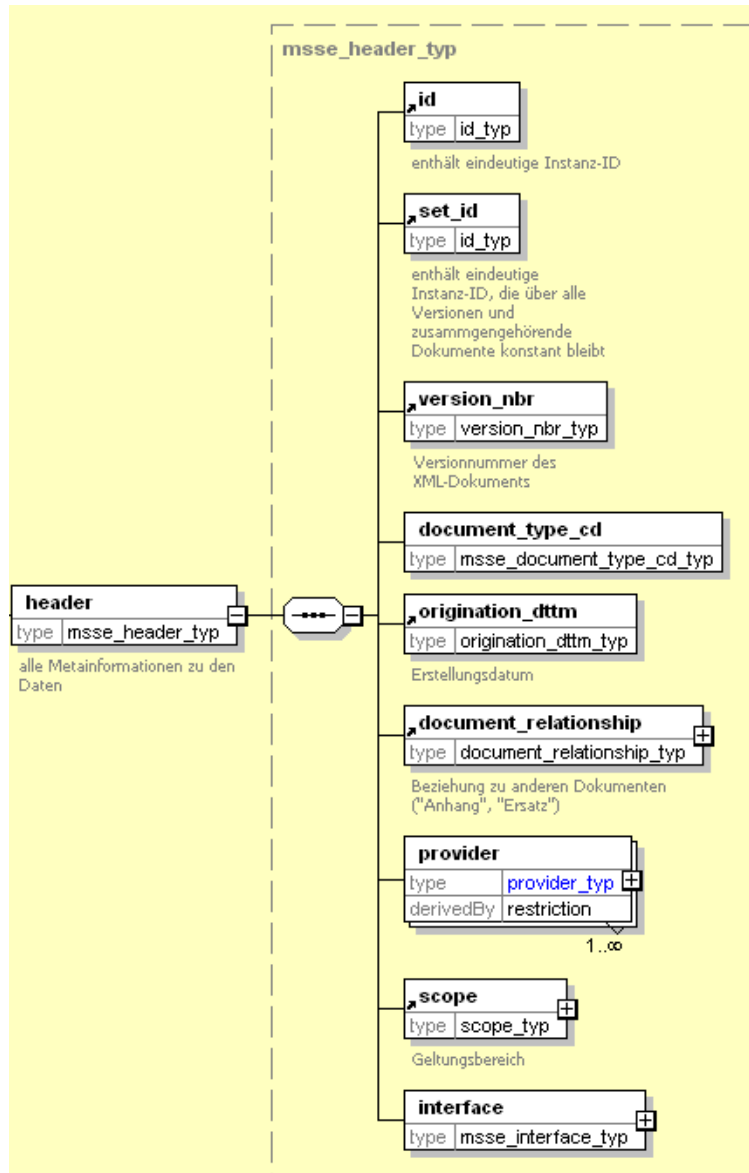 msse_header_typ
id
type id_typ
enthält eindeutige Instanz-ID
set_id
type id_typ
enthält eindeutige
Instanz-ID, die über alle
Versionen und
zusammgengehörende
Dokumente konstant bleibt
version_nbr
type version_nbr_typ
Versionnummer des
XML-Dokuments
document_type_cd
type msse_document_type_cd_typ
header
type msse_header_typ
alle Metainformationen zu den
Daten
origination_dttm
type origination_dttm_typ
Erstellungsdatum
document_relationship
type document_relationship_typ
Beziehung zu anderen Dokumenten
("Anhang", "Ersatz")
provider
type provider_typ
derivedBy restriction
1..∞
scope
type scope_typ
Geltungsbereich
interface
type msse_interface_typ